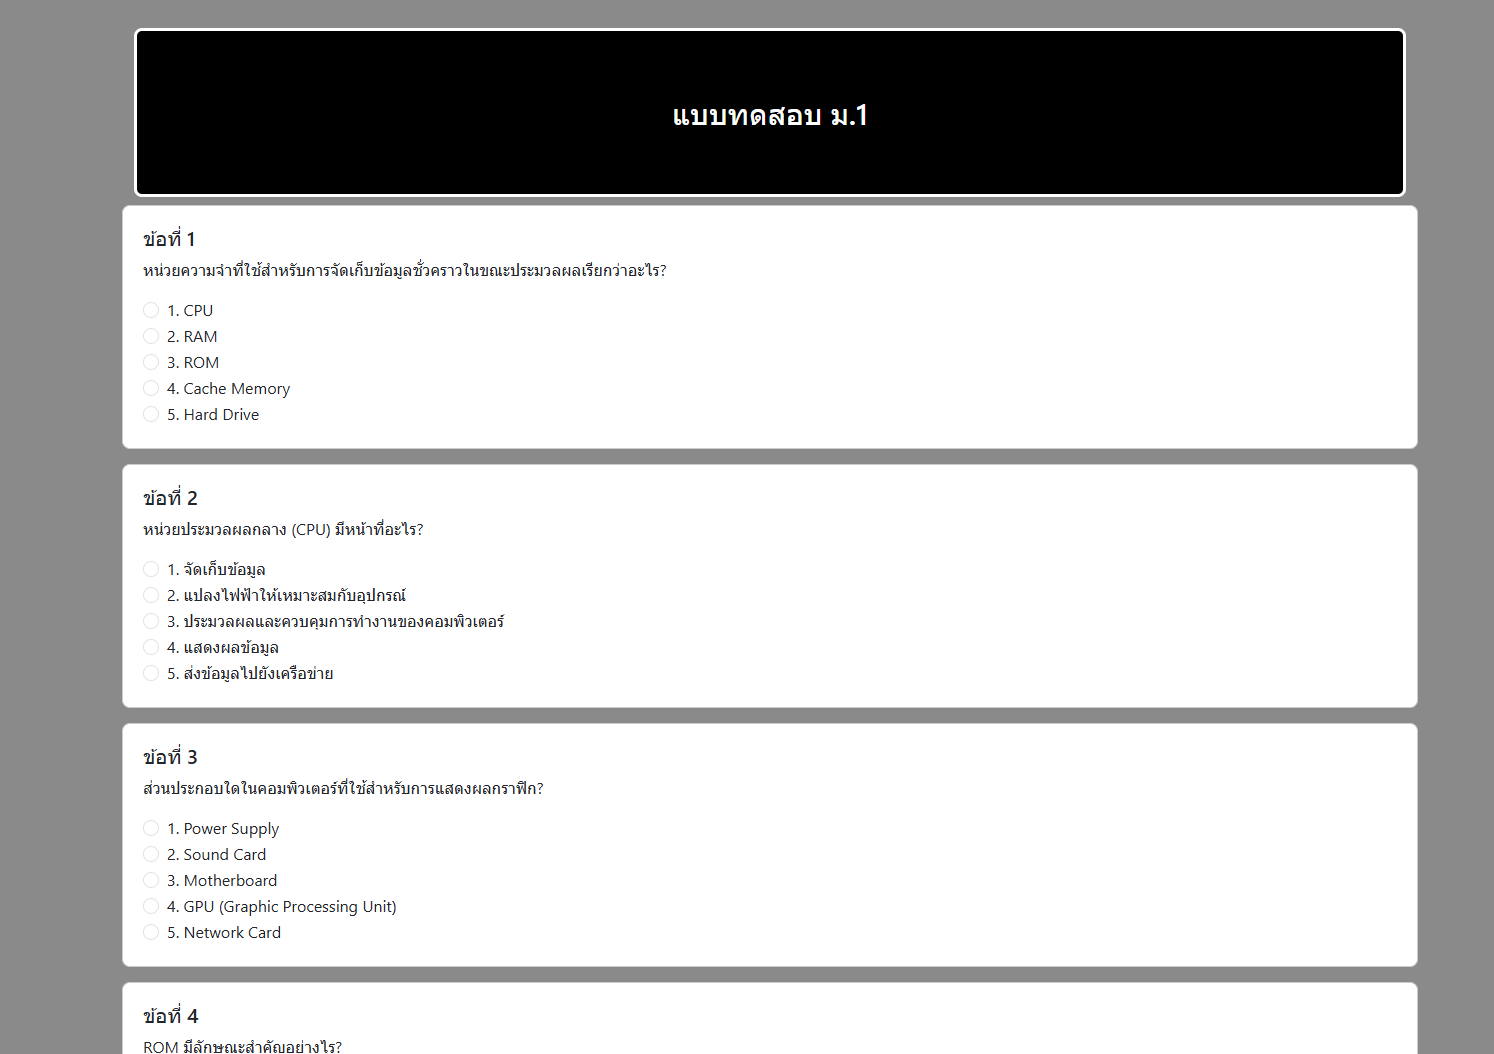 แบบทดสอบ ม.1
ข้อที่ 1
หน่วยความจำที่ใช้สำหรับการจัดเก็บข้อมูลชั่วคราวในขณะประมวลผลเรียกว่าอะไร?
1. CPU
2. RAM
3. ROM
4. Cache Memory
5. Hard Drive
ข้อที่ 2
หน่วยประมวลผลกลาง (CPU) มีหน้าที่อะไร?
1. จัดเก็บข้อมูล
2. แปลงไฟฟ้าให้เหมาะสมกับอุปกรณ์
3. ประมวลผลและควบคุมการทำงานของคอมพิวเตอร์
4. แสดงผลข้อมูล
5. ส่งข้อมูลไปยังเครือข่าย
ข้อที่ 3
ส่วนประกอบใดในคอมพิวเตอร์ที่ใช้สำหรับการแสดงผลกราฟิก?
1. Power Supply
2. Sound Card
3. Motherboard
4. GPU (Graphic Processing Unit)
5. Network Card
ข้อที่ 4
ROM มีลักษณะสำคัญอย่างไร?